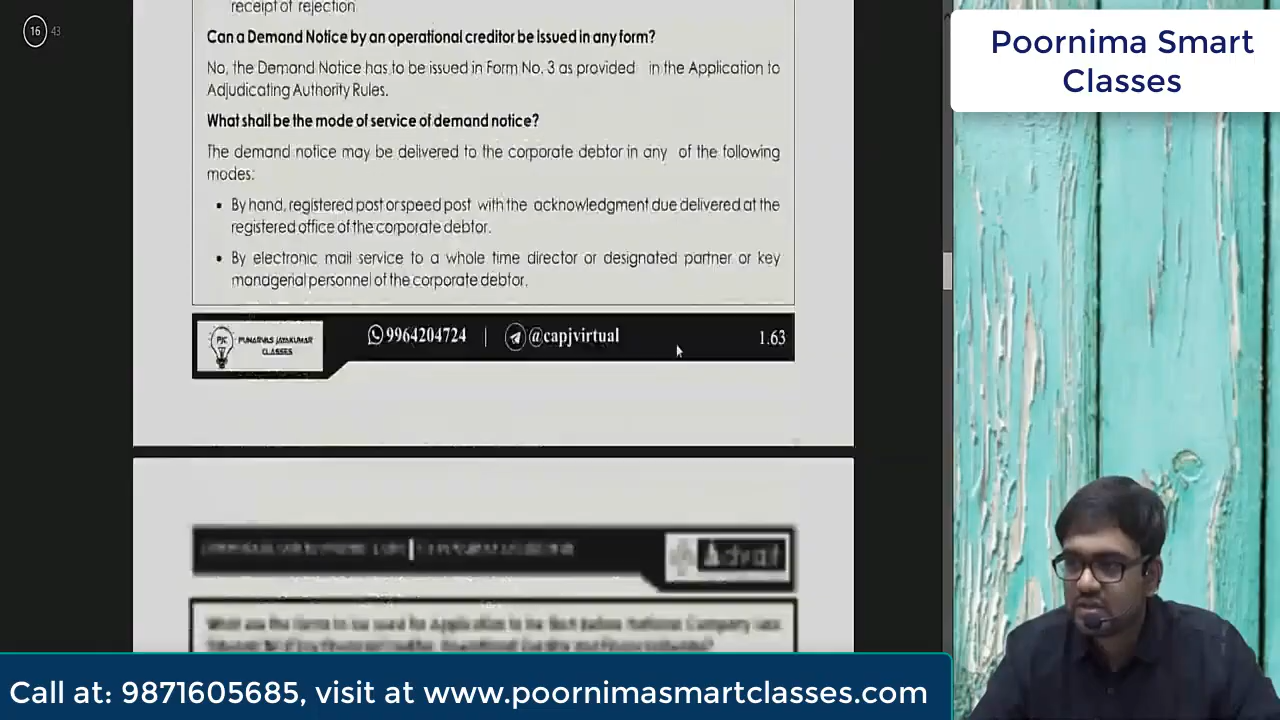 16 43
receipt of rejection
Can a Demand Notice by an operational creditor be issued in any form?
No, the Demand Notice has to be issued in Form No. 3 as provided in the Application to
Adjudicating Authority Rules.
What shall be the mode of service of demand notice?
The demand notice may be delivered to the corporate debtor in any of the following
modes:
• By hand, registered post or speed post with the acknowledgment due delivered at the
registered office of the corporate debtor.
• By electronic mail service to a whole time director or designated partner or key
managerial personnel of the corporate debtor.
PJC
PUNARVAS JAYAKUMAR
CLASSES
9964204724 | @capjvirtual
1.63
Poornima Smart
Classes
Call at: 9871605685, visit at www.poornimasmartclasses.com